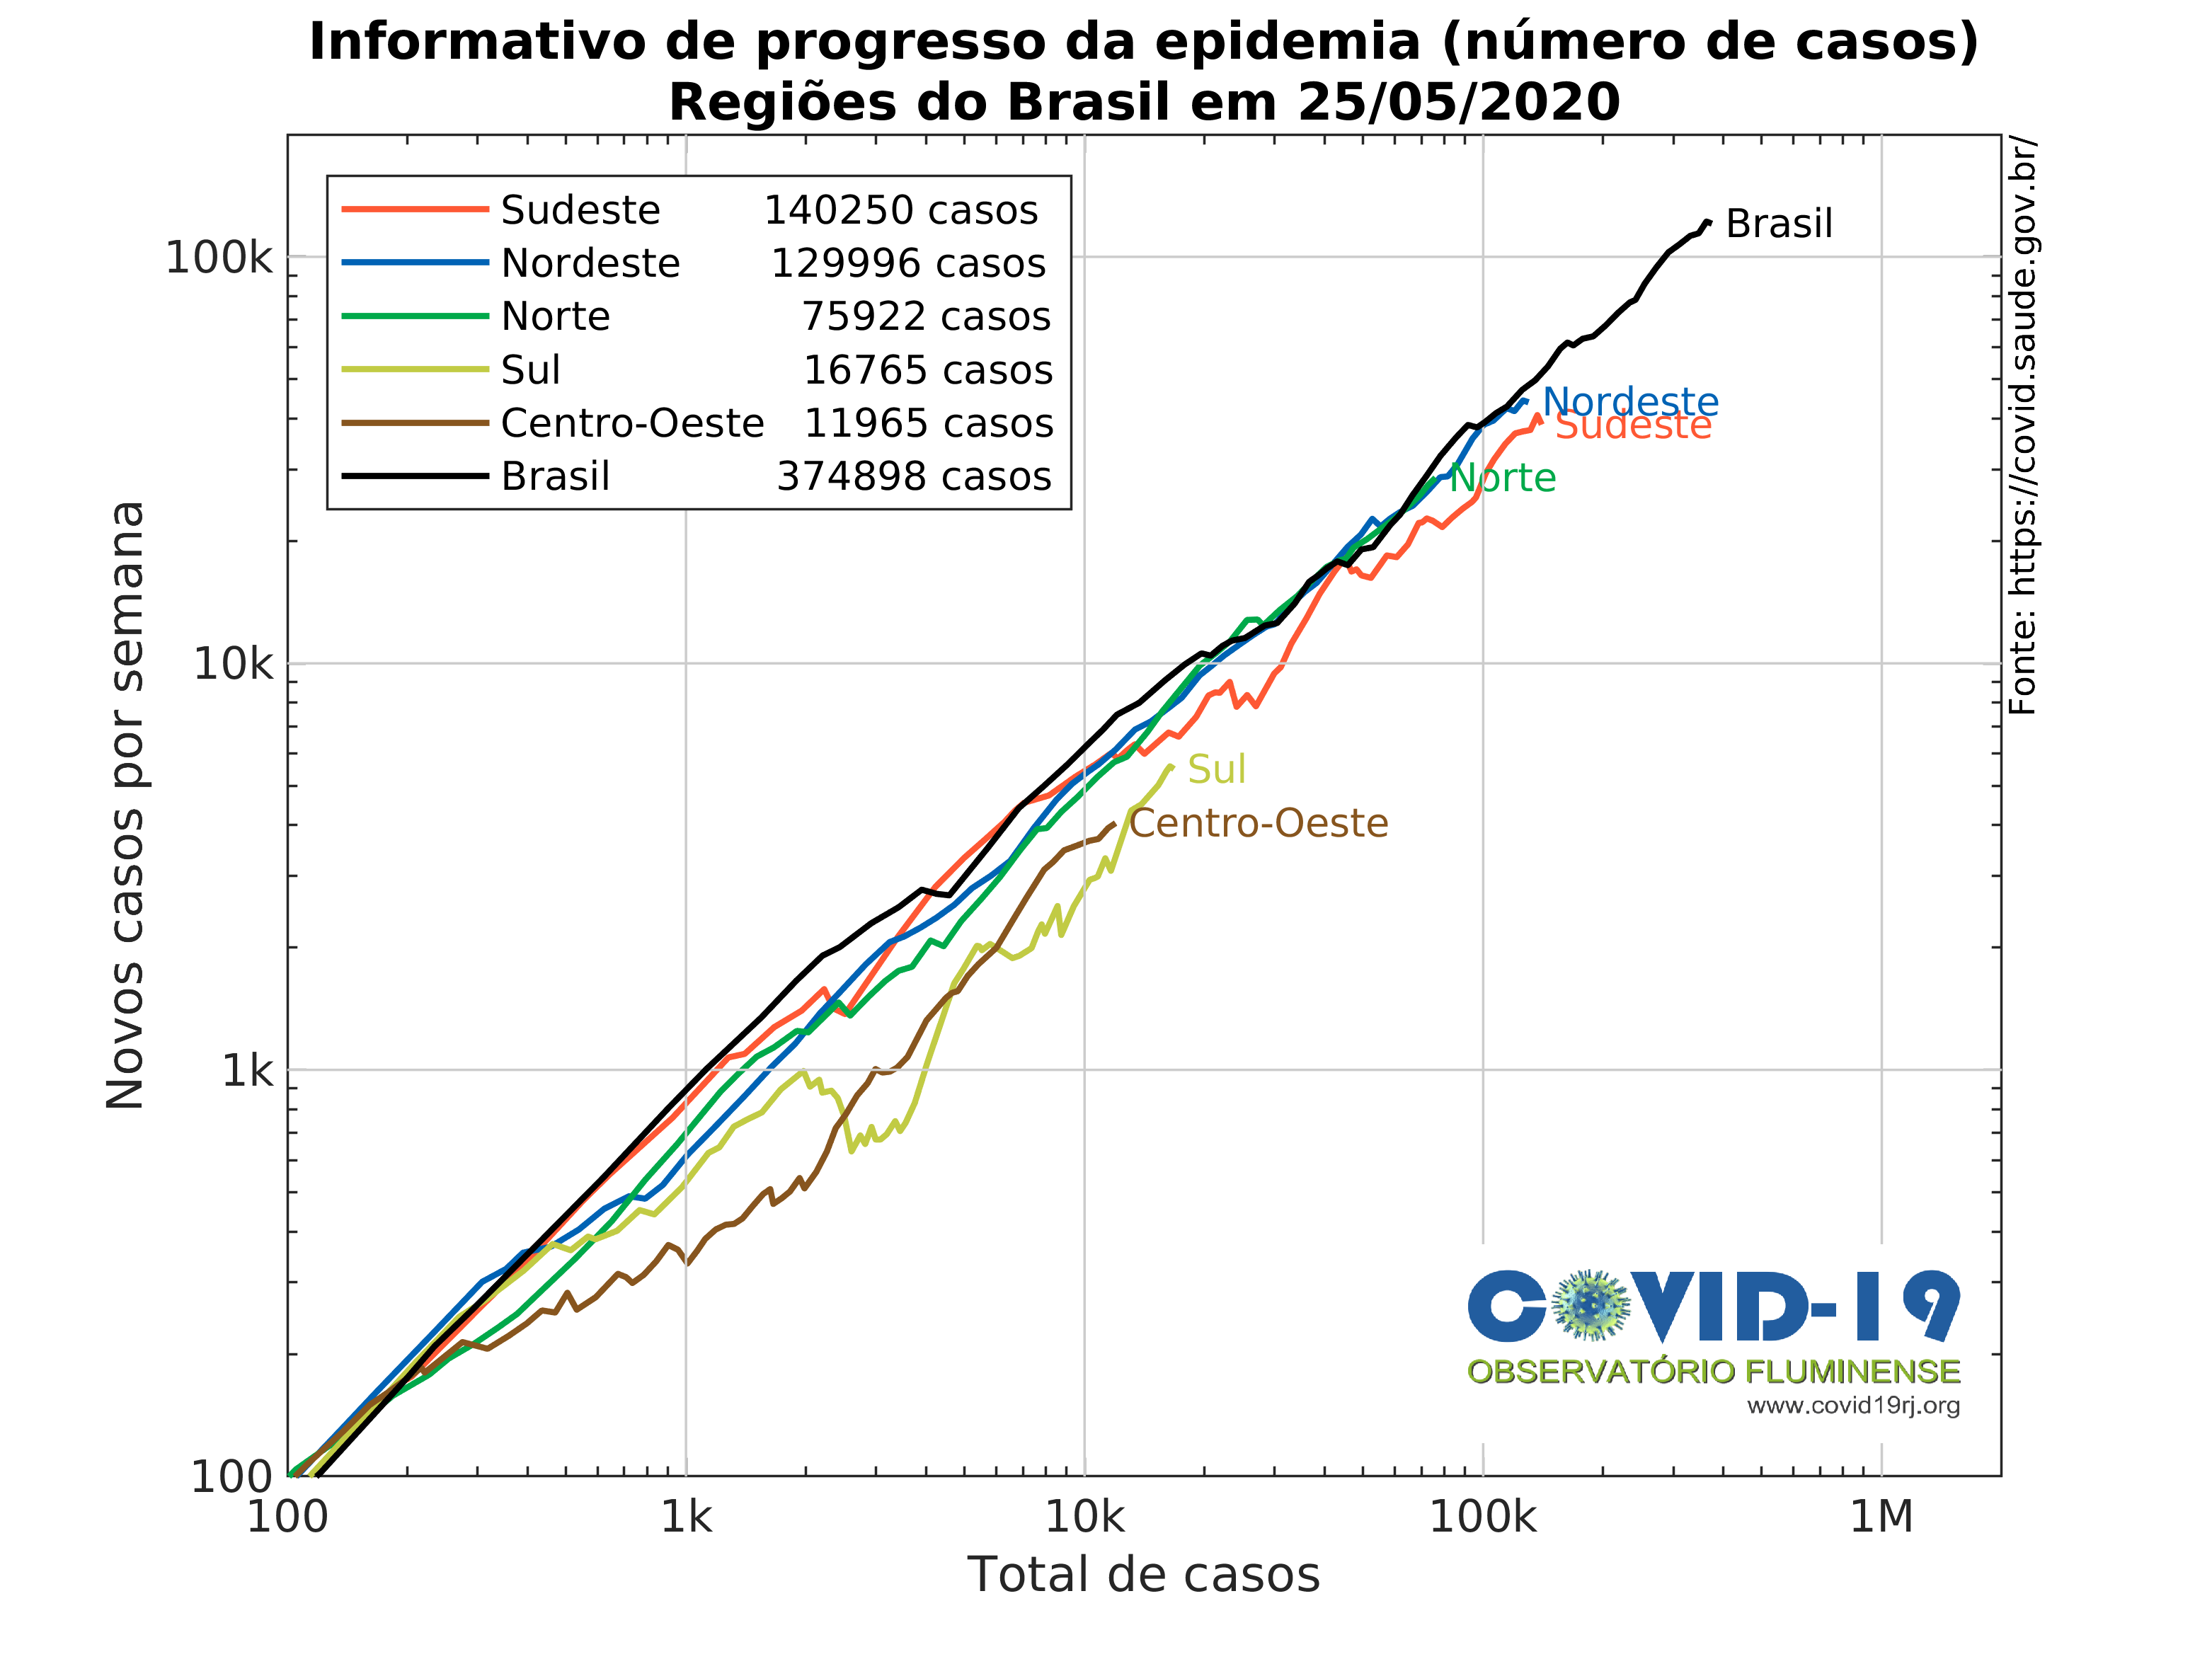 Informativo de progresso da epidemia (número de casos)
Regiões do Brasil em 25/05/2020
Sudeste 140250 casos
Nordeste 129996 casos
Norte 75922 casos
Sul 16765 casos
Centro-Oeste 11965 casos
Brasil 374898 casos
Brasil
Nordeste
Sudeste
Norte
Sul
Centro-Oeste
Novos casos por semana
100k
10k
1k
100
100 1k 10k 100k 1M
Total de casos
Fonte: https://covid.saude.gov.br/
COVID-19
OBSERVATÓRIO FLUMINENSE
www.covid19rj.org